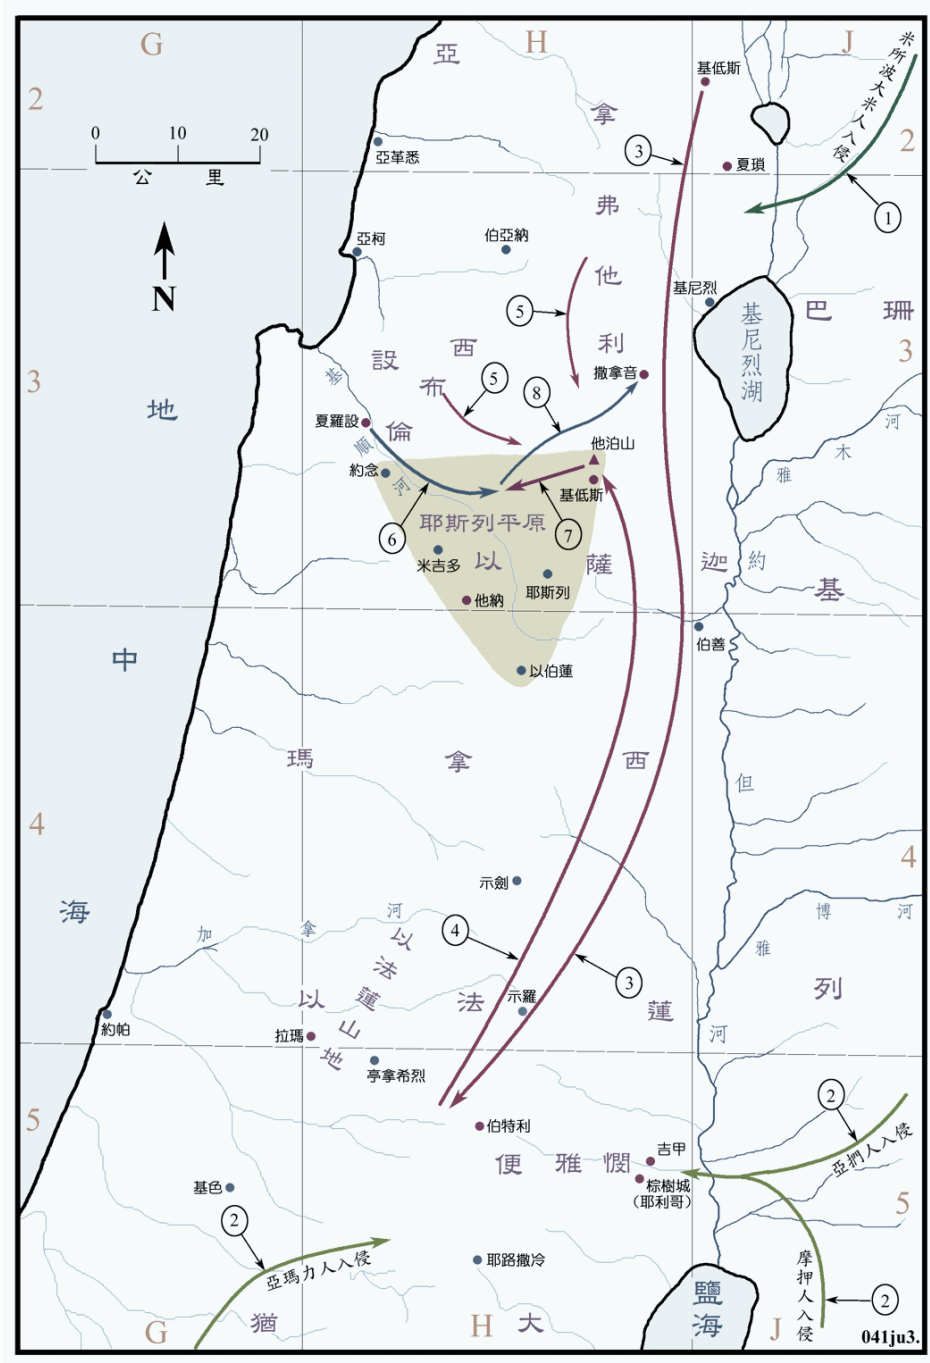 G
H
J
2
2
0 10 20
公里
N
亞拿弗他利
米所波大米人入侵
①
基低斯
③
夏瑣
亞革悉
亞柯
伯亞納
基尼烈
基尼烈湖
巴珊
3
3
⑤
⑤
⑧
設
西布倫
撒拿音
夏羅設
基順河
約念
他泊山
基低斯
⑥
⑦
耶斯列平原
以薩迦
米吉多
耶斯列
他納
以伯蓮
伯善
雅木河
基列
約但河
地中海
瑪拿西
4
4
示劍
④
③
加拿河
以法蓮山地
以法蓮
示羅
雅博河
約帕
拉瑪
亭拿希烈
5
5
伯特利
便雅憫
吉甲
棕樹城
(耶利哥)
②
亞捫人入侵
基色
②
亞瑪力人入侵
耶路撒冷
摩押人入侵
②
鹽海
猶大
G
H
J
041ju3.